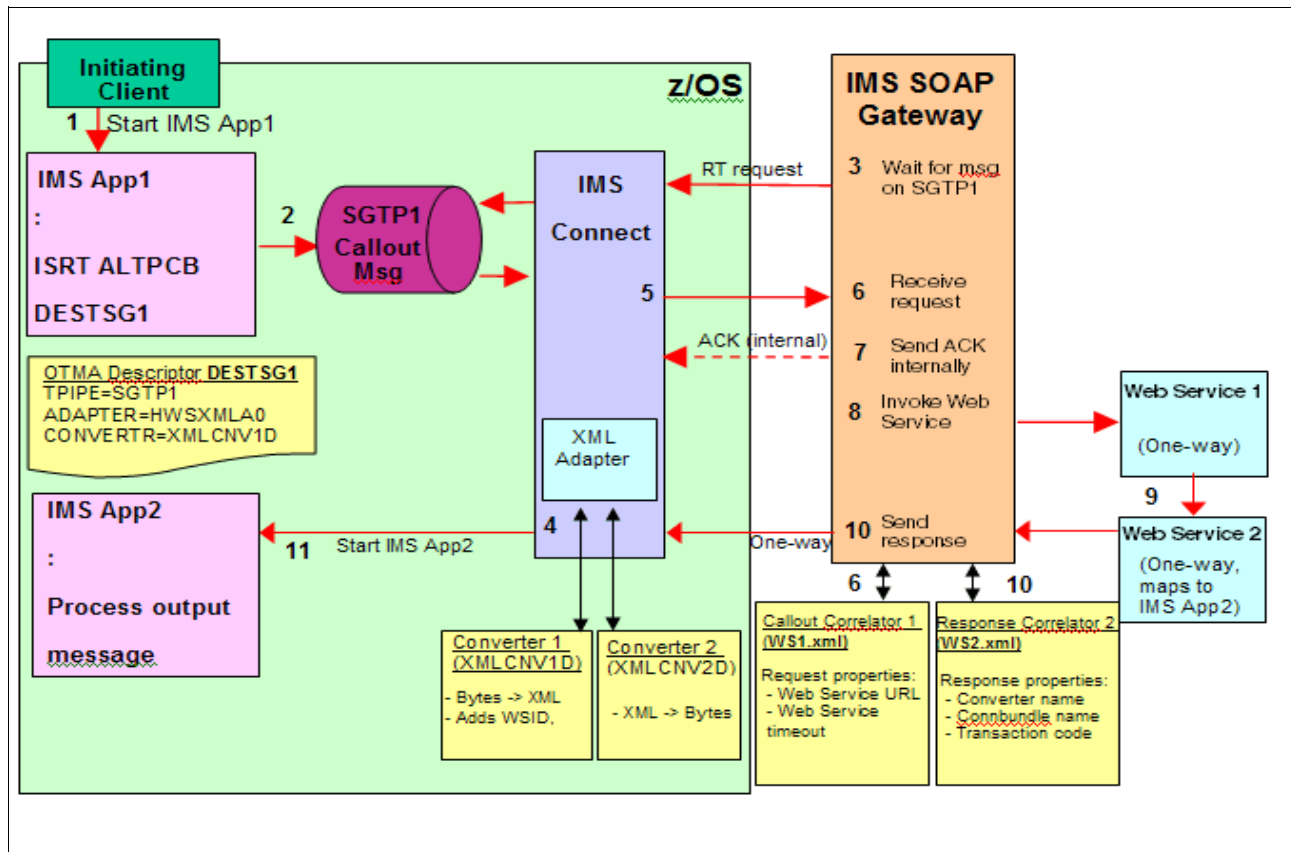 Initiating
Client
z/OS
1 Start IMS App1
IMS App1
:
ISRT ALTPCB
DESTSG1
2
SGTP1
Callout
Msg
IMS
Connect
5
XML
Adapter
4
RT request
ACK (internal)
One-way
IMS SOAP
Gateway
3 Wait for msg
on SGTP1
6 Receive
request
7 Send ACK
internally
8 Invoke Web
Service
10 Send
response
Web Service 1
(One-way)
9
Web Service 2
(One-way,
maps to
IMS App2)
OTMA Descriptor DESTSG1
TPIPE=SGTP1
ADAPTER=HWSXMLA0
CONVERTR=XMLCNV1D
IMS App2
:
Process output
message
11 Start IMS App2
Converter 1
(XMLCNV1D)
- Bytes -> XML
- Adds WSID,
Converter 2
(XMLCNV2D)
- XML -> Bytes
6
Callout Correlator 1
(WS1.xml)
Request properties:
- Web Service URL
- Web Service
timeout
10
Response Correlator 2
(WS2.xml)
Response properties:
- Converter name
- Connbundle name
- Transaction code